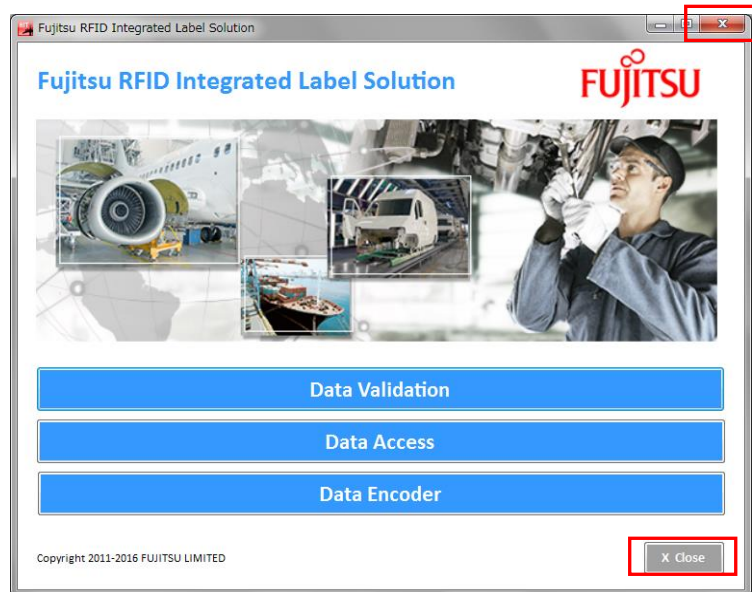 Fujitsu RFID Integrated Label Solution
Fujitsu RFID Integrated Label Solution
FUJITSU
Data Validation
Data Access
Data Encoder
Copyright 2011-2016 FUJITSU LIMITED
X Close